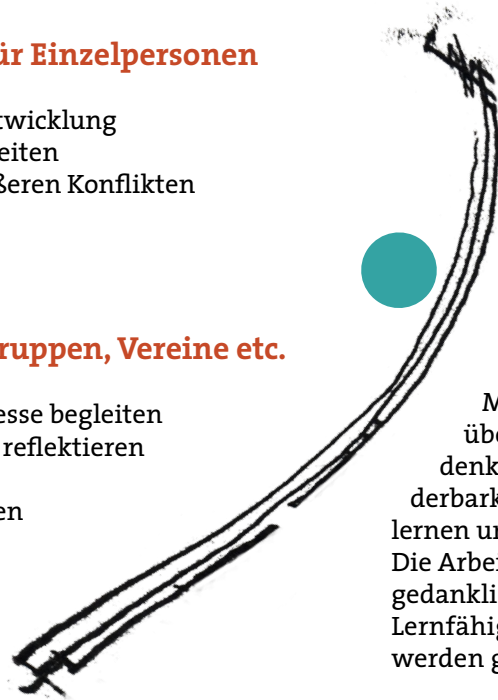 ür Einzelpersonen
twicklung
eiten
ßeren Konflikten
ruppen, Vereine etc.
esse begleiten
reflektieren
en
M
übe
denk
derbark
lernen u
Die Arbei
gedankli
Lernfähig
werden g